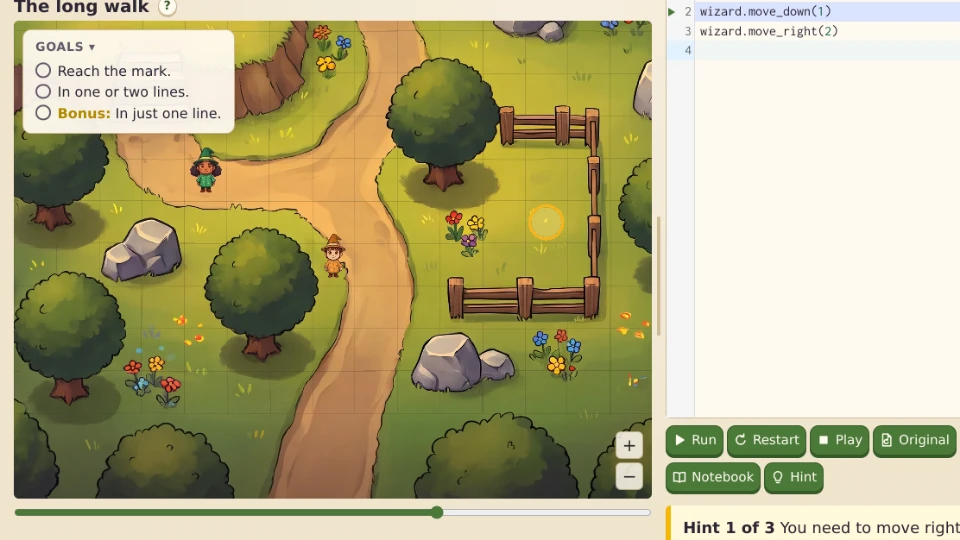 The long walk ?
GOALS ▾
Reach the mark.
In one or two lines.
Bonus: In just one line.
2 wizard.move_down(1)
3 wizard.move_right(2)
4
Run
Restart
Play
Original
Notebook
Hint
Hint 1 of 3 You need to move right
+
−